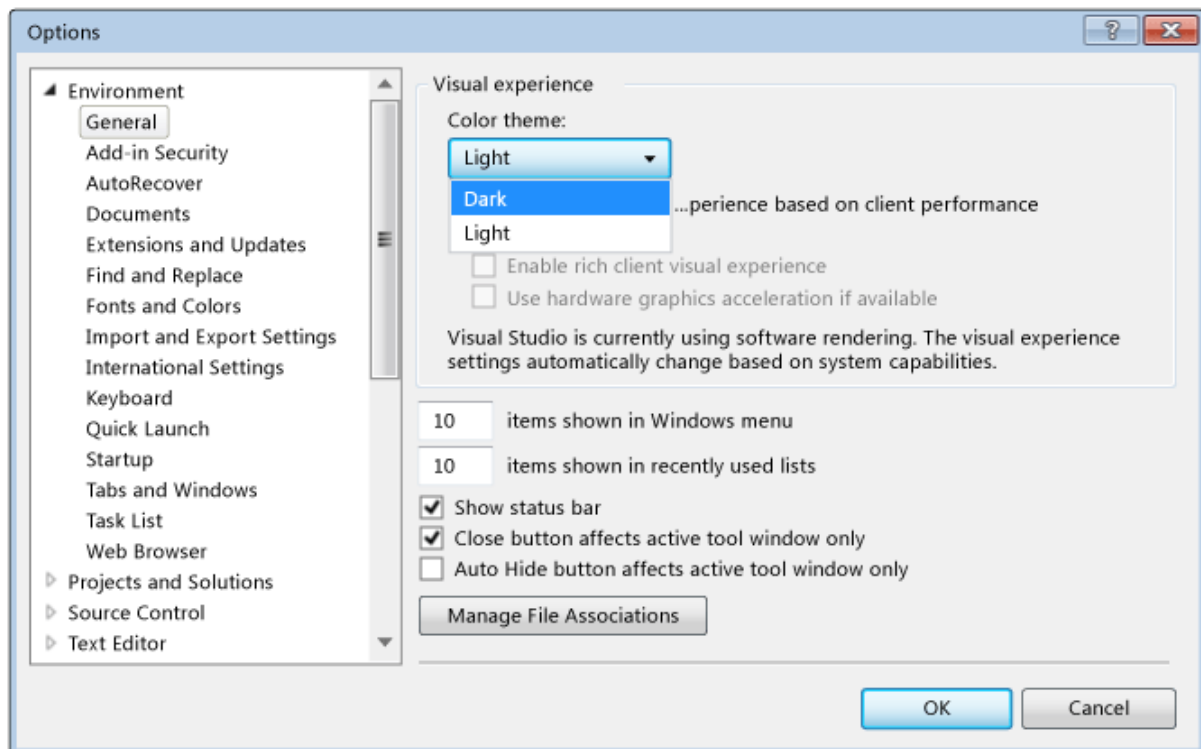 Options
Environment
General
Add-in Security
AutoRecover
Documents
Extensions and Updates
Find and Replace
Fonts and Colors
Import and Export Settings
International Settings
Keyboard
Quick Launch
Startup
Tabs and Windows
Task List
Web Browser
Projects and Solutions
Source Control
Text Editor
Visual experience
Color theme:
Light
Dark
Light
...perience based on client performance
Enable rich client visual experience
Use hardware graphics acceleration if available
Visual Studio is currently using software rendering. The visual experience
settings automatically change based on system capabilities.
10 items shown in Windows menu
10 items shown in recently used lists
Show status bar
Close button affects active tool window only
Auto Hide button affects active tool window only
Manage File Associations
OK Cancel